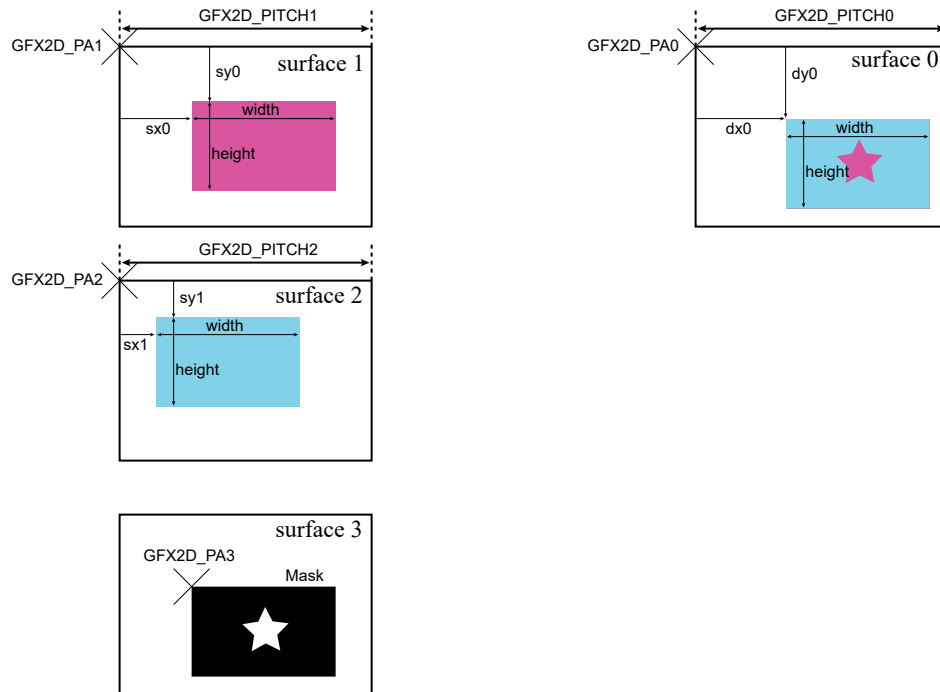 GFX2D_PITCH1
GFX2D_PA1
surface 1
sy0
width
sx0
height
GFX2D_PITCH0
GFX2D_PA0
surface 0
dy0
dx0
width
height
GFX2D_PITCH2
GFX2D_PA2
surface 2
sy1
width
sx1
height
surface 3
GFX2D_PA3
Mask